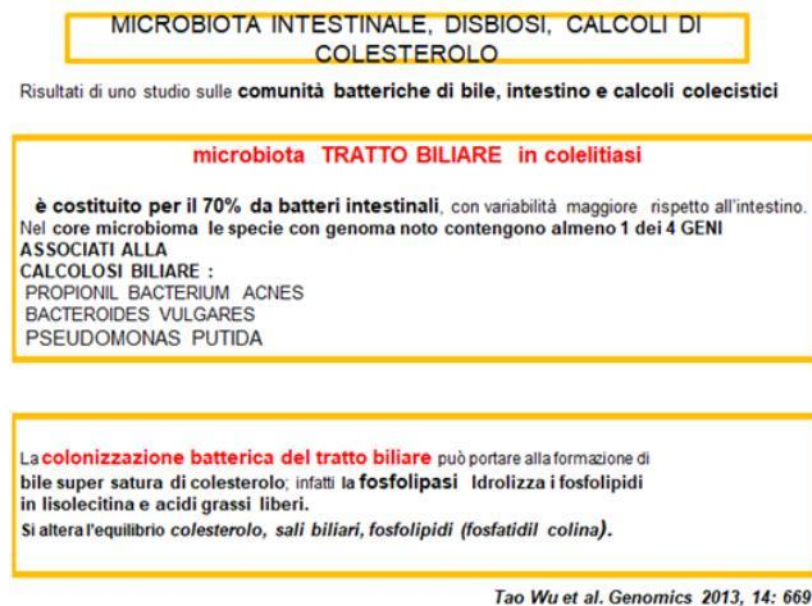 MICROBIOTA INTESTINALE, DISBIOSI, CALCOLI DI
COLESTEROLO
Risultati di uno studio sulle comunità batteriche di bile, intestino e calcoli colecistici
microbiota TRATTO BILIARE in colelitiasi
è costituito per il 70% da batteri intestinali, con variabilità maggiore rispetto all'intestino.
Nel core microbioma le specie con genoma noto contengono almeno 1 dei 4 GENI
ASSOCIATI ALLA
CALCOLOSI BILIARE :
PROPIONIL BACTERIUM ACNES
BACTEROIDES VULGARES
PSEUDOMONAS PUTIDA
La colonizzazione batterica del tratto biliare può portare alla formazione di
bile super satura di colesterolo; infatti la fosfolipasi Idrolizza i fosfolipidi
in lisolecitina e acidi grassi liberi.
Si altera l'equilibrio colesterolo, sali biliari, fosfolipidi (fosfatidil colina).
Tao Wu et al. Genomics 2013, 14: 669